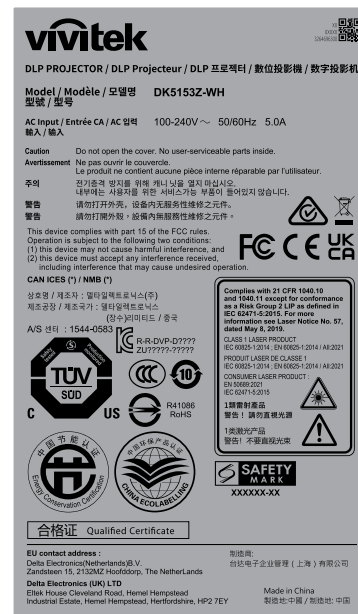 vivitek
DLP PROJECTOR / DLP Projecteur / DLP 프로젝터 / 數位投影機 / 数字投影机
Model / Modèle / 모델명 DK5153Z-WH
型號 / 型号
AC Input / Entrée CA / AC 입력 100-240V～ 50/60Hz 5.0A
輸入 / 输入
Caution Do not open the cover. No user-serviceable parts inside.
Avertissement Ne pas ouvrir le couvercle.
Le produit ne contient aucune pièce interne réparable par l'utilisateur.
주의 전기충격 방지를 위해 캐니닛을 열지 마십시오.
내부에는 사용자를 위한 서비스가능 부품이 들어있지 않습니다.
警告 请勿打开外壳，设备内无服务性维修之元件。
警告 請勿打開外殼，設備內無服務性維修之元件。
This device complies with part 15 of the FCC rules.
Operation is subject to the following two conditions:
(1) this device may not cause harmful interference, and
(2) this device must accept any interference received,
including interference that may cause undesired operation.
FC CE UK CA
CAN ICES (*) / NMB (*)
상호명 / 제조자 : 델타일렉트로닉스(주)
제조공장 / 제조국가 : 델타일렉트로닉스
(장수)리미티드 / 중국
A/S 센터 : 1544-0583
R-R-DVP-D????
ZU?????-?????
TÜV
SÜD
C US
CCC
10
R41086
RoHS
中国节能认证
Energy Conservation Certification
中国环保产品认证
CHINA ECOLABELLING
Complies with 21 CFR 1040.10
and 1040.11 except for conformance
as a Risk Group 2 LIP as defined in
IEC 62471-5:2015. For more
information see Laser Notice No. 57,
dated May 8, 2019.
CLASS 1 LASER PRODUCT
IEC 60825-1:2014 ; EN 60825-1:2014 / AII:2021
PRODUIT LASER DE CLASSE 1
IEC 60825-1:2014 ; EN 60825-1:2014 / AII:2021
CONSUMER LASER PRODUCT :
EN 50689:2021
IEC 62471-5:2015
1類雷射產品
警告！ 請勿直視光源
1类激光产品
警告！ 不要直视光束
SAFETY
MARK
XXXXXX-XX
合格证 Qualified Certificate
EU contact address :
Delta Electronics(Netherlands)B.V.
Zandsteen 15, 2132MZ Hoofdorp, The NetherLands
Delta Electronics (UK) LTD
Eltek House Cleveland Road, Hemel Hempstead
Industrial Estate, Hemel Hempstead, Hertfordshire, HP2 7EY
制造商:
台达电子企业管理（上海）有限公司
Made in China
製造地:中國 / 制造地: 中国